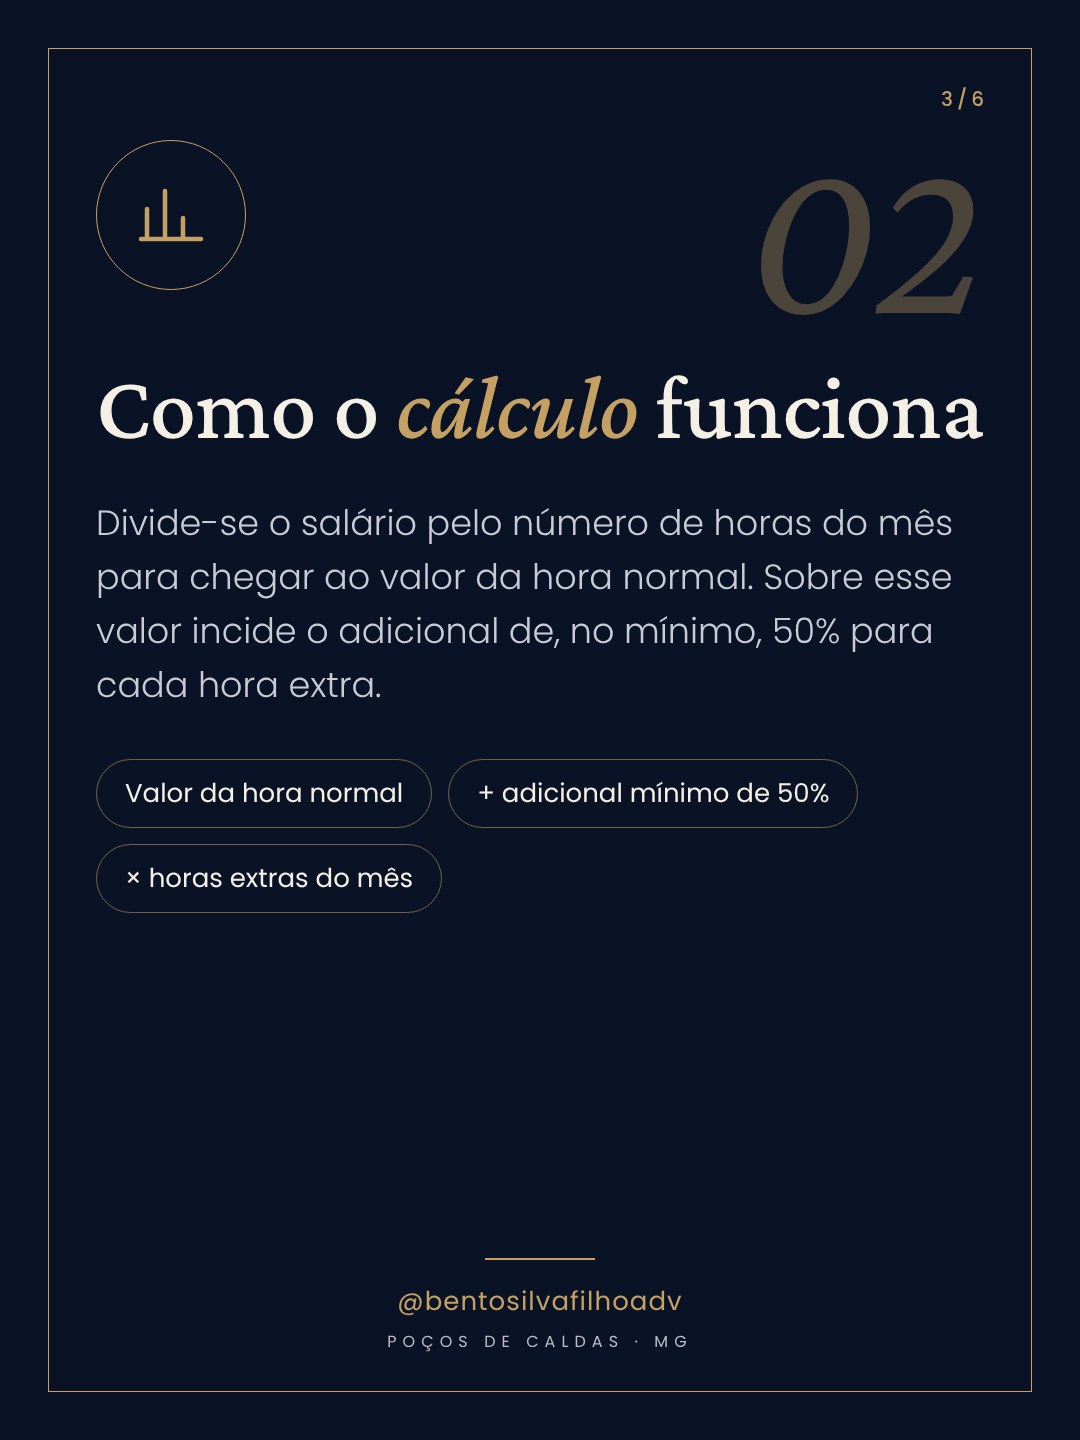 3 / 6
02
Como o cálculo funciona
Divide-se o salário pelo número de horas do mês
para chegar ao valor da hora normal. Sobre esse
valor incide o adicional de, no mínimo, 50% para
cada hora extra.
Valor da hora normal
+ adicional mínimo de 50%
× horas extras do mês
@bentosilvafilhoadv
POÇOS DE CALDAS · MG